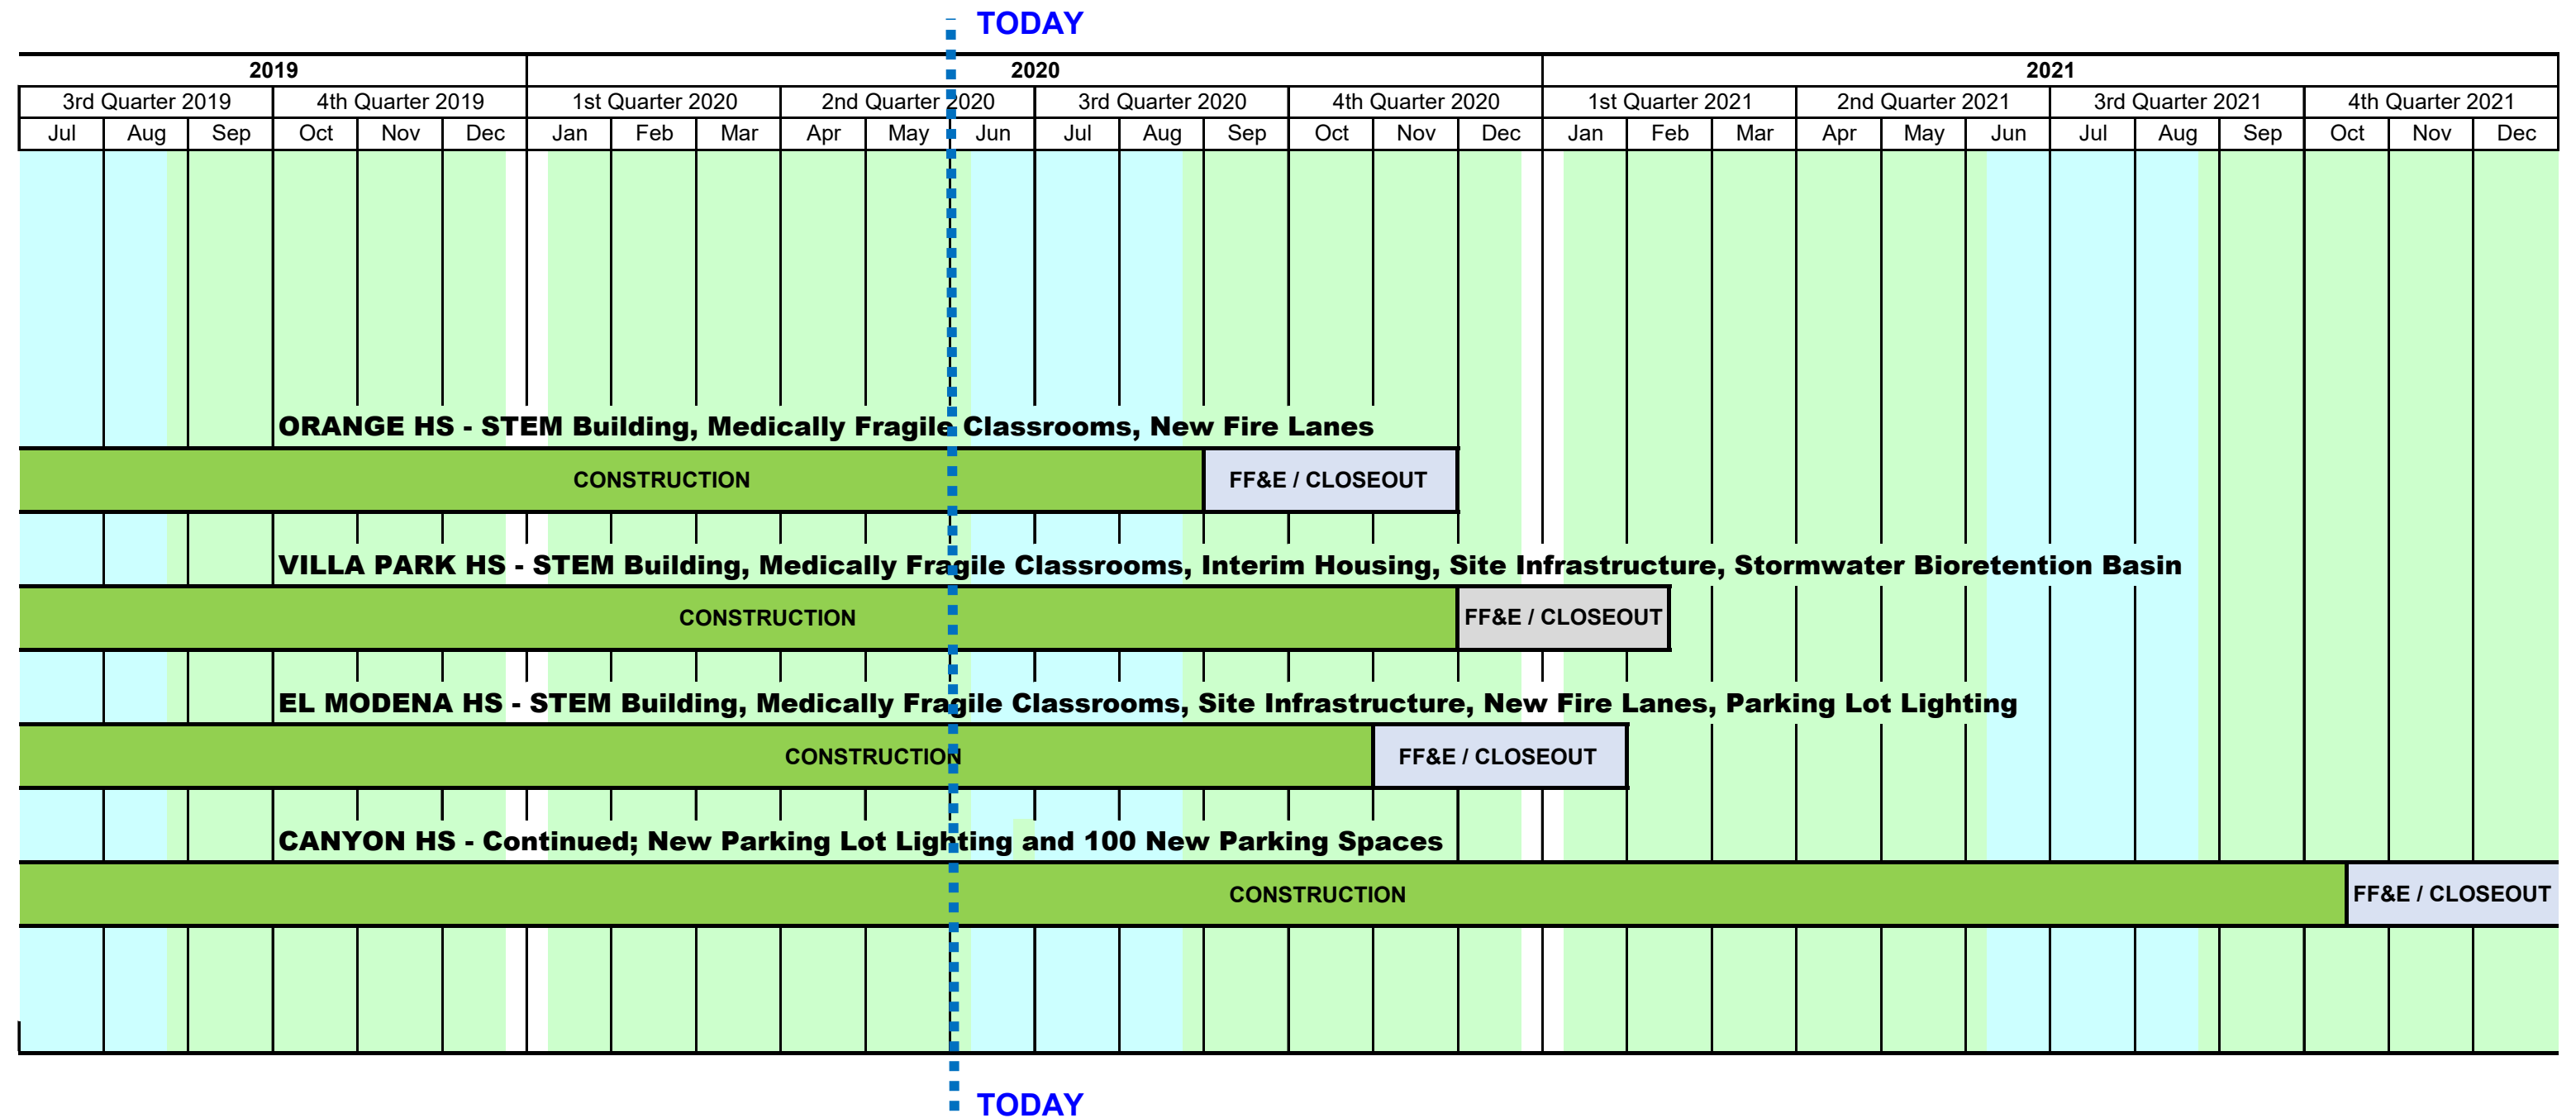 TODAY
2019 2020 2021
3rd Quarter 2019 4th Quarter 2019 1st Quarter 2020 2nd Quarter 2020 3rd Quarter 2020 4th Quarter 2020 1st Quarter 2021 2nd Quarter 2021 3rd Quarter 2021 4th Quarter 2021
Jul Aug Sep Oct Nov Dec Jan Feb Mar Apr May Jun Jul Aug Sep Oct Nov Dec Jan Feb Mar Apr May Jun Jul Aug Sep Oct Nov Dec
ORANGE HS - STEM Building, Medically Fragile Classrooms, New Fire Lanes
CONSTRUCTION FF&E / CLOSEOUT
VILLA PARK HS - STEM Building, Medically Fragile Classrooms, Interim Housing, Site Infrastructure, Stormwater Bioretention Basin
CONSTRUCTION FF&E / CLOSEOUT
EL MODENA HS - STEM Building, Medically Fragile Classrooms, Site Infrastructure, New Fire Lanes, Parking Lot Lighting
CONSTRUCTION FF&E / CLOSEOUT
CANYON HS - Continued; New Parking Lot Lighting and 100 New Parking Spaces
CONSTRUCTION FF&E / CLOSEOUT
TODAY